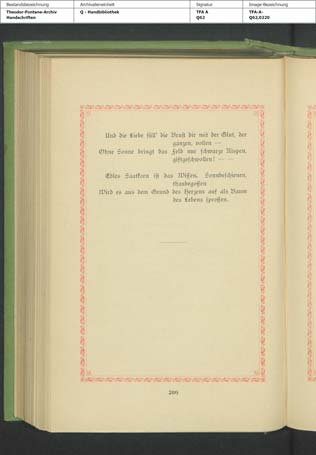 Bestandsbezeichnung
Archivalieneinheit
Signatur
Image-Bezeichnung
Theodor-Fontane-Archiv
Handschriften
Q - Handbibliothek
TFA A
Q62
TFA-A-
Q62,0220
Und die Liebe füll' die Brust dir mit der Glut, der
ganzen, vollen —
Ohne Sonne bringt das Feld nur schwarze Rispen,
giftgeschwollen! — —
Edles Saatkorn ist das Wissen. Sonnbeschienen,
thaubegossen
Wird es aus dem Grund des Herzens auf als Baum
des Lebens sprossen.
200